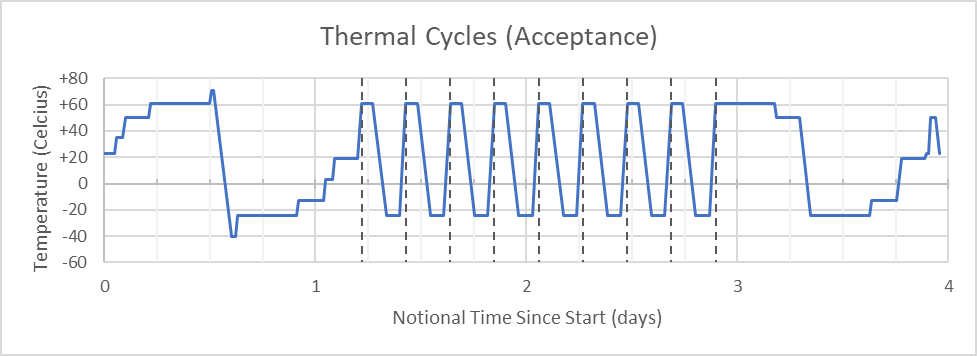 Thermal Cycles (Acceptance)
Temperature (Celcius)
+80
+60
+40
+20
0
-20
-40
-60
0 1 2 3 4
Notional Time Since Start (days)